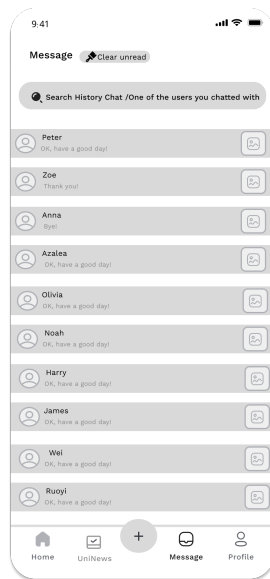 9:41
Message Clear unread
Search History Chat /One of the users you chatted with
Peter
OK, have a good day!
Zoe
Thank you!
Anna
Bye!
Azalea
OK, have a good day!
Olivia
OK, have a good day!
Noah
OK, have a good day!
Harry
OK, have a good day!
James
OK, have a good day!
Wei
OK, have a good day!
Ruoyi
OK, have a good day!
+
Home UniNews Message Profile